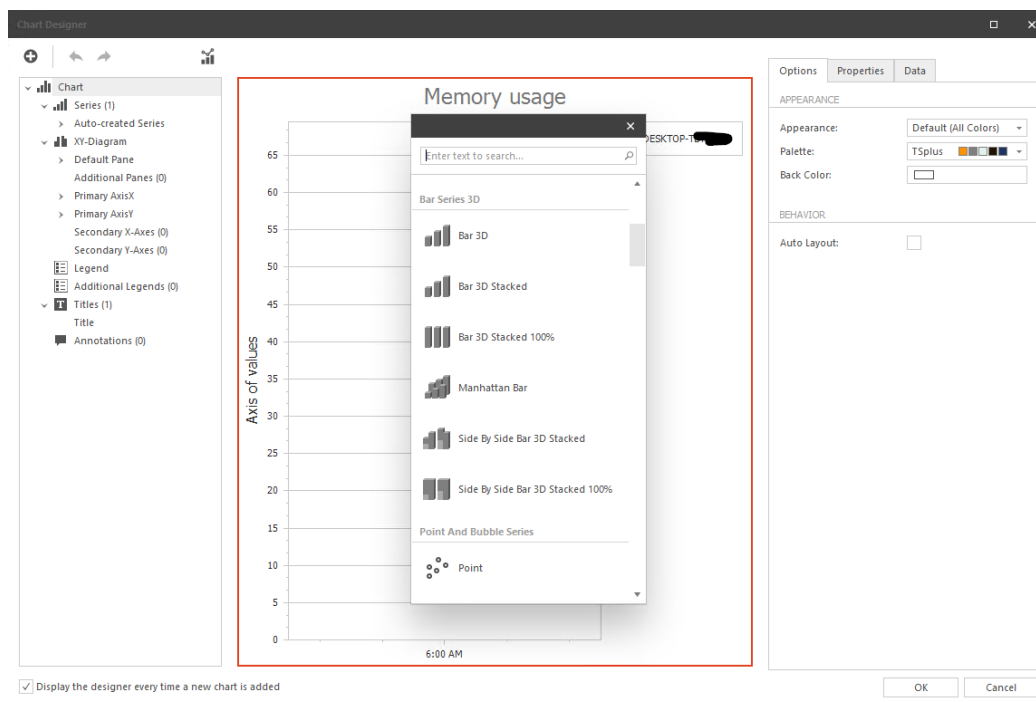 Chart Designer
Chart
Series (1)
Auto-created Series
XY-Diagram
Default Pane
Additional Panes (0)
Primary AxisX
Primary AxisY
Secondary X-Axes (0)
Secondary Y-Axes (0)
Legend
Additional Legends (0)
T Titles (1)
Title
Annotations (0)
Memory usage
Axis of values
65
60
55
50
45
40
35
30
25
20
15
10
5
0
6:00 AM
Enter text to search...
Bar Series 3D
Bar 3D
Bar 3D Stacked
Bar 3D Stacked 100%
Manhattan Bar
Side By Side Bar 3D Stacked
Side By Side Bar 3D Stacked 100%
Point And Bubble Series
Point
Options Properties Data
APPEARANCE
Appearance: Default (All Colors)
Palette: TSplus
Back Color:
BEHAVIOR
Auto Layout:
Display the designer every time a new chart is added
OK Cancel